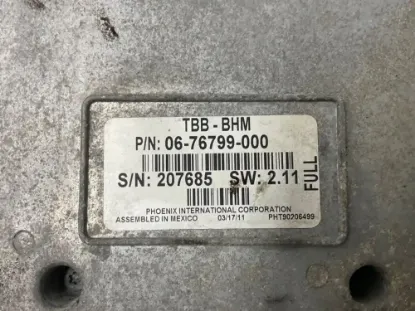 TBB - BHM
P/N: 06-76799-000
S/N: 207685 SW: 2.11
FULL
PHOENIX INTERNATIONAL CORPORATION
ASSEMBLED IN MEXICO 03/17/11 PHT90206499